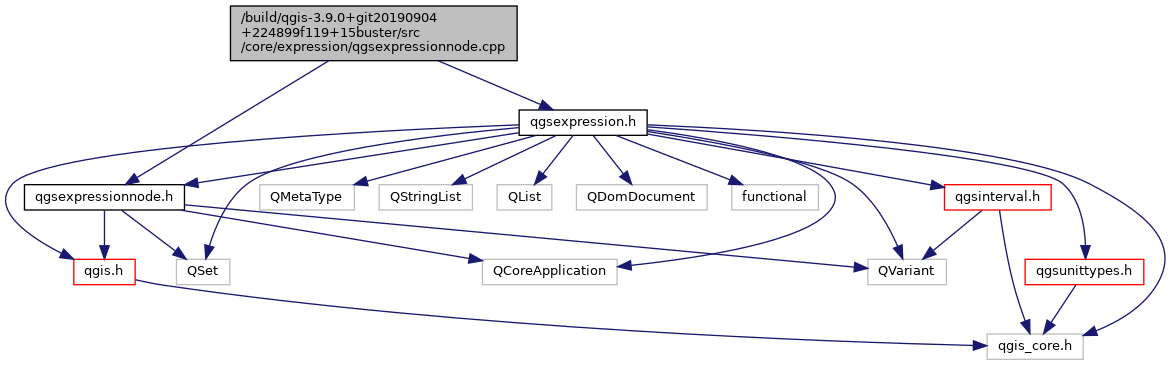 /build/qgis-3.9.0+git20190904
+224899f119+15buster/src
/core/expression/qgsexpressionnode.cpp
qgsexpression.h
qgsexpressionnode.h
QMetaType
QStringList
QList
QDomDocument
functional
qgsinterval.h
qgis.h
QSet
QCoreApplication
QVariant
qgsunittypes.h
qgis_core.h